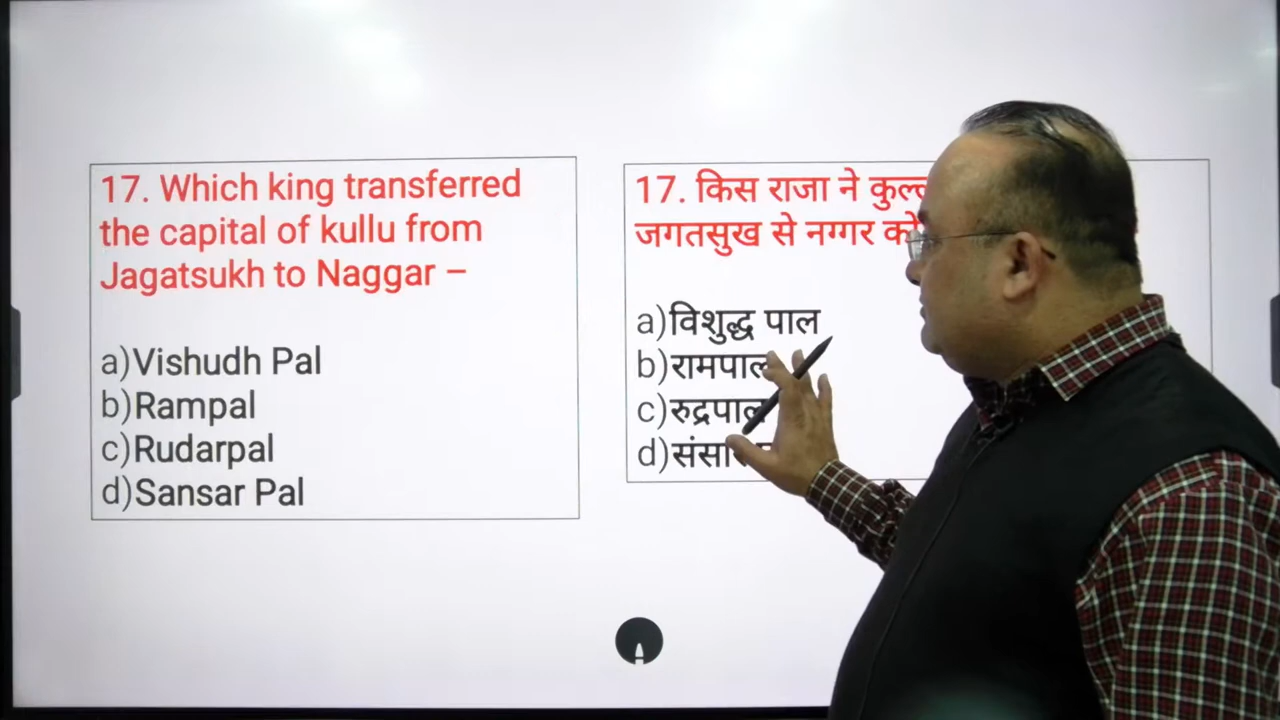 17. Which king transferred
the capital of kullu from
Jagatsukh to Naggar –
a)Vishudh Pal
b)Rampal
c)Rudarpal
d)Sansar Pal
17. किस राजा ने
जगतसुख से नग्गर को
a)विशुद्ध पाल
b)रामपाल
c)रुद्रपाल
d)